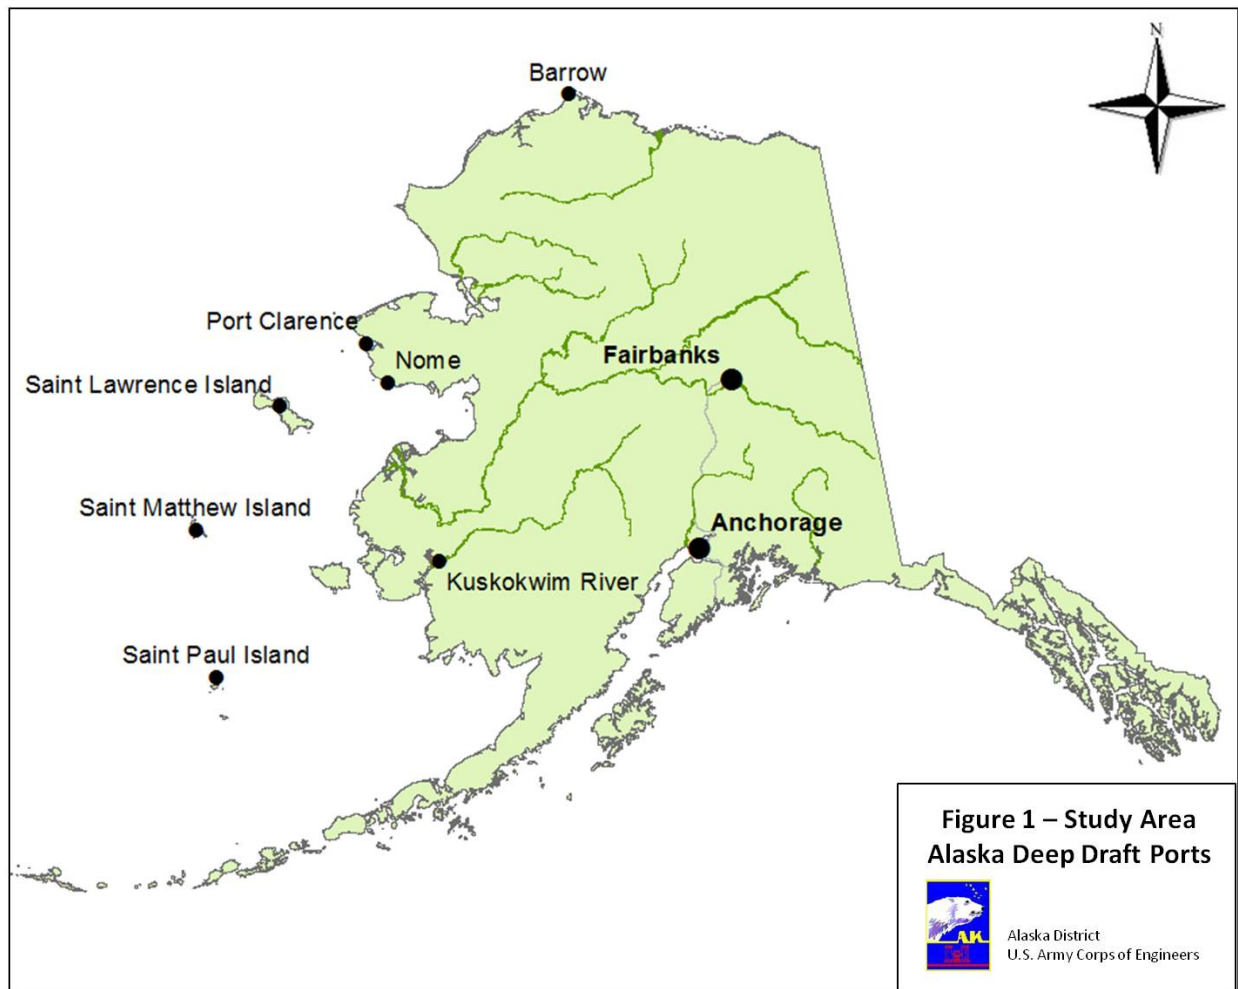 N
Barrow
Port Clarence
Nome
Fairbanks
Saint Lawrence Island
Saint Matthew Island
Anchorage
Kuskokwim River
Saint Paul Island
Figure 1 – Study Area
Alaska Deep Draft Ports
AK
Alaska District
U.S. Army Corps of Engineers